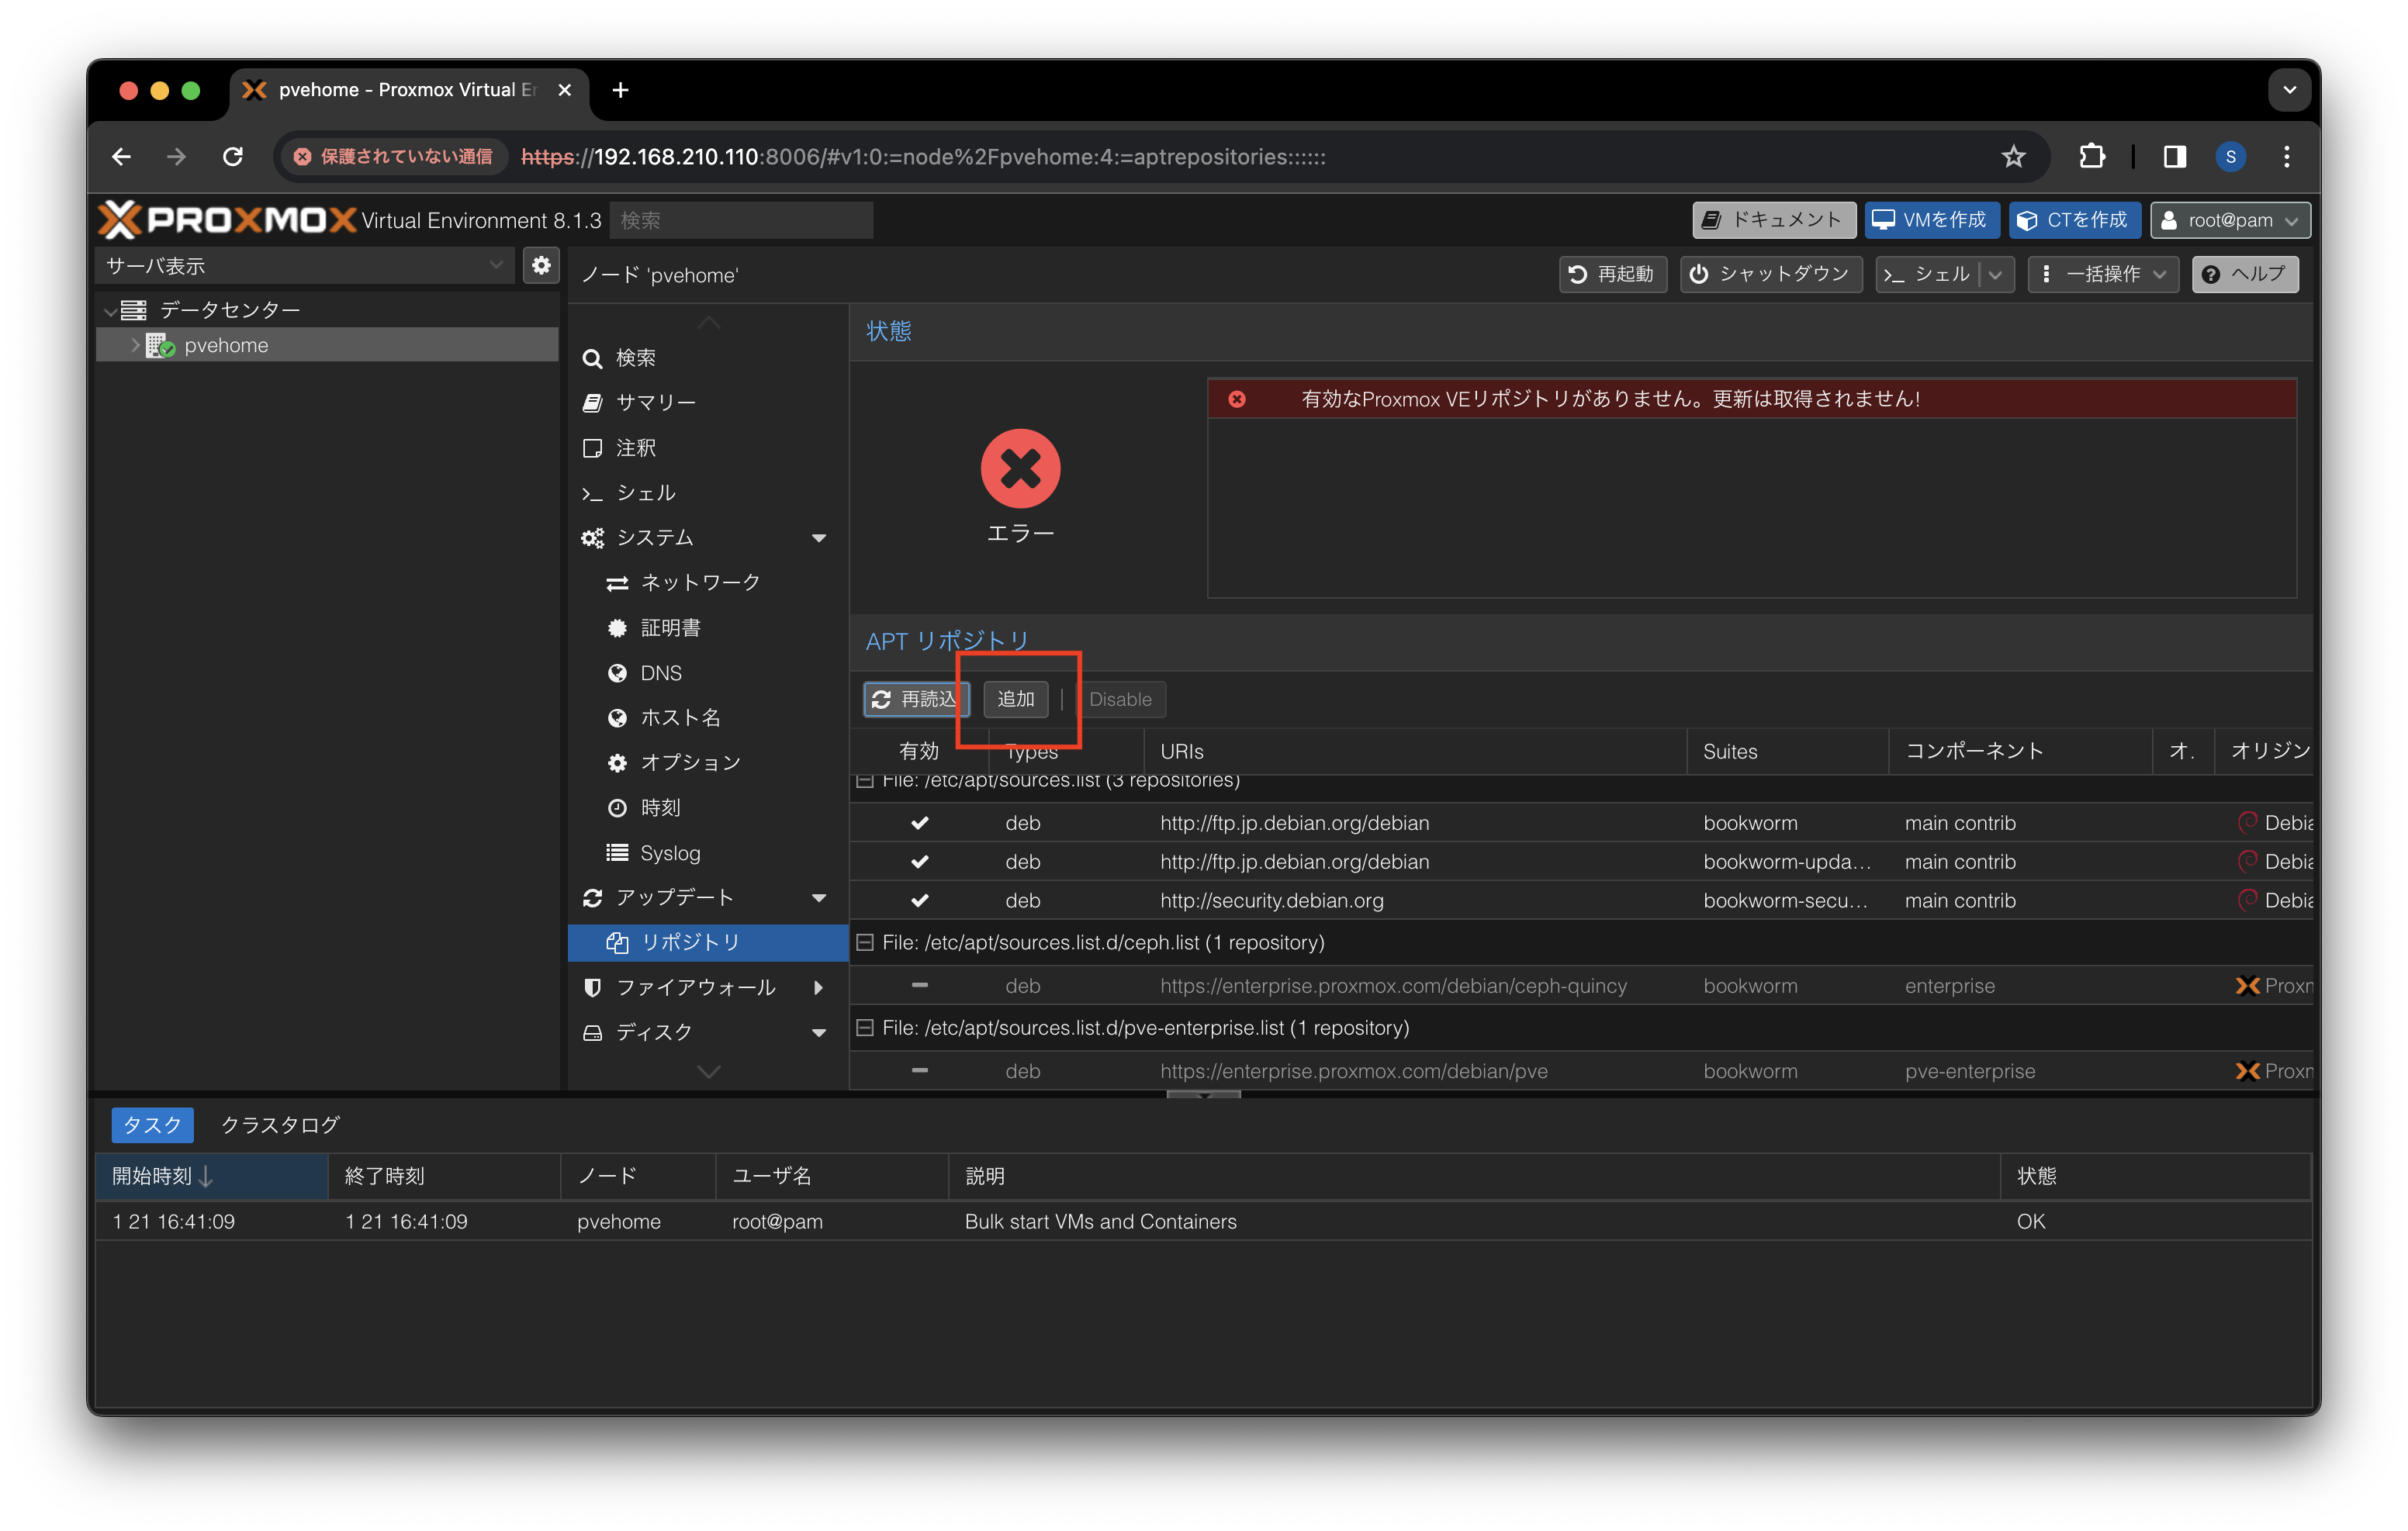 pvehome - Proxmox Virtual Er
保護されていない通信 https://192.168.210.110:8006/#v1:0:=node%2Fpvehome:4:=aptrepositories::::::
S
PROXMOX Virtual Environment 8.1.3 検索
ドキュメント VMを作成 CTを作成 root@pam
サーバ表示
ノード 'pvehome'
再起動 シャットダウン シェル 一括操作 ヘルプ
データセンター
pvehome
検索
サマリー
注釈
シェル
システム
ネットワーク
証明書
DNS
ホスト名
オプション
時刻
Syslog
アップデート
リポジトリ
ファイアウォール
ディスク
状態
有効なProxmox VEリポジトリがありません。更新は取得されません!
エラー
APT リポジトリ
再読込 追加 Disable
有効 Types URIs Suites コンポーネント オ. オリジン
File: /etc/apt/sources.list (3 repositories)
deb http://ftp.jp.debian.org/debian bookworm main contrib Debia
deb http://ftp.jp.debian.org/debian bookworm-upda... main contrib Debia
deb http://security.debian.org bookworm-secu... main contrib Debia
File: /etc/apt/sources.list.d/ceph.list (1 repository)
deb https://enterprise.proxmox.com/debian/ceph-quincy bookworm enterprise Proxm
File: /etc/apt/sources.list.d/pve-enterprise.list (1 repository)
deb https://enterprise.proxmox.com/debian/pve bookworm pve-enterprise Proxm
タスク クラスタログ
開始時刻 終了時刻 ノード ユーザ名 説明 状態
1 21 16:41:09 1 21 16:41:09 pvehome root@pam Bulk start VMs and Containers OK